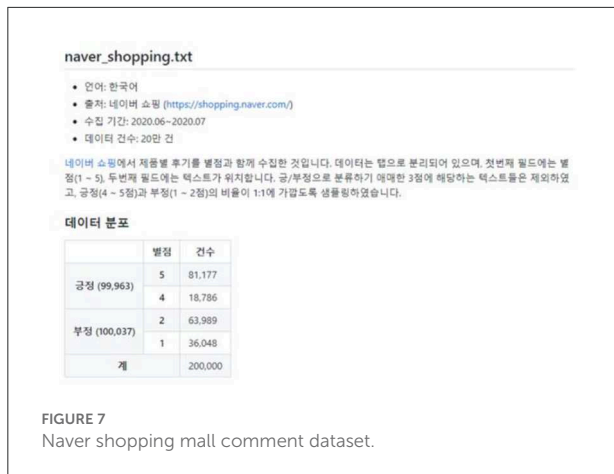 naver_shopping.txt
• 언어: 한국어
• 출처: 네이버 쇼핑 (https://shopping.naver.com/)
• 수집 기간: 2020.06~2020.07
• 데이터 건수: 20만 건
네이버 쇼핑에서 제품별 후기를 별점과 함께 수집한 것입니다. 데이터는 탭으로 분리되어 있으며, 첫번째 필드에는 별
점(1 ~ 5), 두번째 필드에는 텍스트가 위치합니다. 긍/부정으로 분류하기 애매한 3점에 해당하는 텍스트들은 제외하였
고, 긍정(4 ~ 5점)과 부정(1 ~ 2점)의 비율이 1:1에 가깝도록 샘플링하였습니다.
데이터 분포
별점 건수
긍정 (99,963) 5 81,177
4 18,786
부정 (100,037) 2 63,989
1 36,048
계 200,000
FIGURE 7
Naver shopping mall comment dataset.